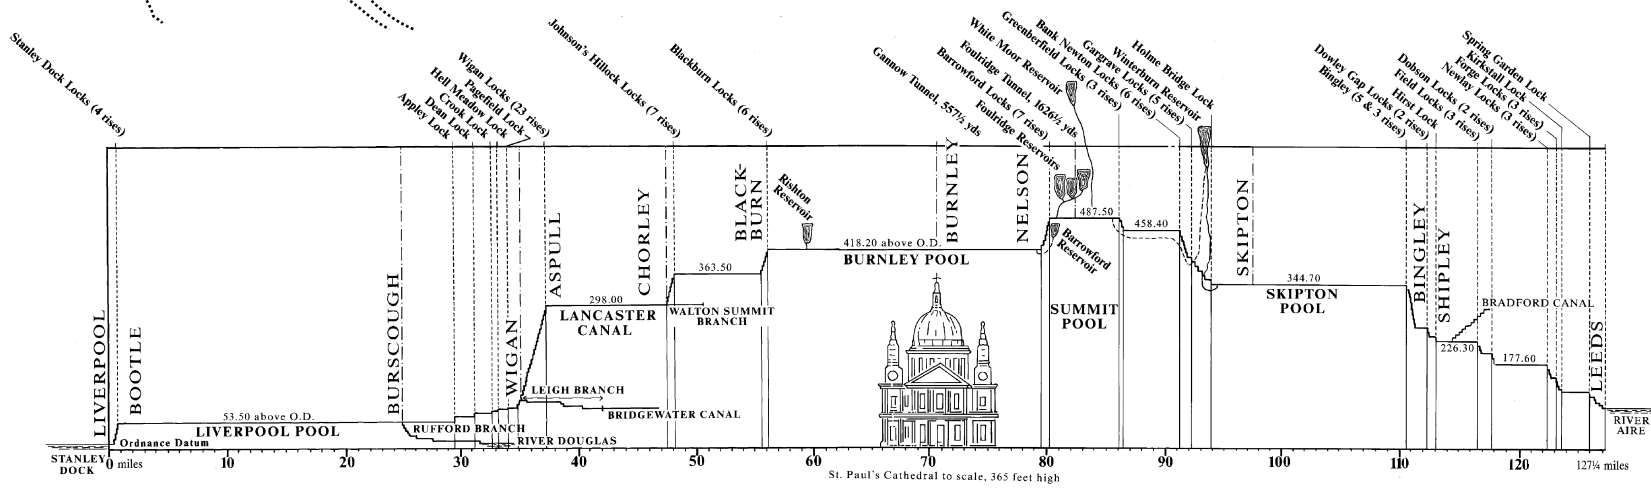 Stanley Dock Locks (4 rises)
Appley Lock
Dean Lock
Crook Lock
Hell Meadow Lock
Pagefield Lock
Wigan Locks (23 rises)
Johnson's Hillock Locks (7 rises)
Blackburn Locks (6 rises)
Gannow Tunnel, 557½ yds
Barrowford Locks (7 rises)
Foulridge Reservoirs
Foulridge Tunnel, 1626½ yds
White Moor Reservoir
Greenberfield Locks (3 rises)
Bank Newton Locks (6 rises)
Gargrave Locks (5 rises)
Winterburn Reservoir
Holme Bridge Lock
Bingley (5 & 3 rises)
Dowley Gap Locks (2 rises)
Hirst Lock
Field Locks (3 rises)
Dobson Locks (2 rises)
Newlay Locks (3 rises)
Forge Locks (3 rises)
Kirkstall Lock
Spring Garden Lock
LIVERPOOL
BOOTLE
BURSCOUGH
WIGAN
ASPULL
CHORLEY
BLACK-
BURN
BURNLEY
NELSON
SKIPTON
BINGLEY
SHIPLEY
LEEDS
Rishton
Reservoir
Barrowford
Reservoir
487.50
458.40
418.20 above O.D.
BURNLEY POOL
363.50
298.00
LANCASTER
CANAL
WALTON SUMMIT
BRANCH
SUMMIT
POOL
344.70
SKIPTON
POOL
BRADFORD CANAL
226.30
177.60
LEIGH BRANCH
BRIDGEWATER CANAL
53.50 above O.D.
LIVERPOOL POOL
RUFFORD BRANCH
RIVER DOUGLAS
Ordnance Datum
RIVER
AIRE
STANLEY
DOCK
0 miles
10
20
30
40
50
60
70
80
90
100
110
120
127¼ miles
St. Paul's Cathedral to scale, 365 feet high